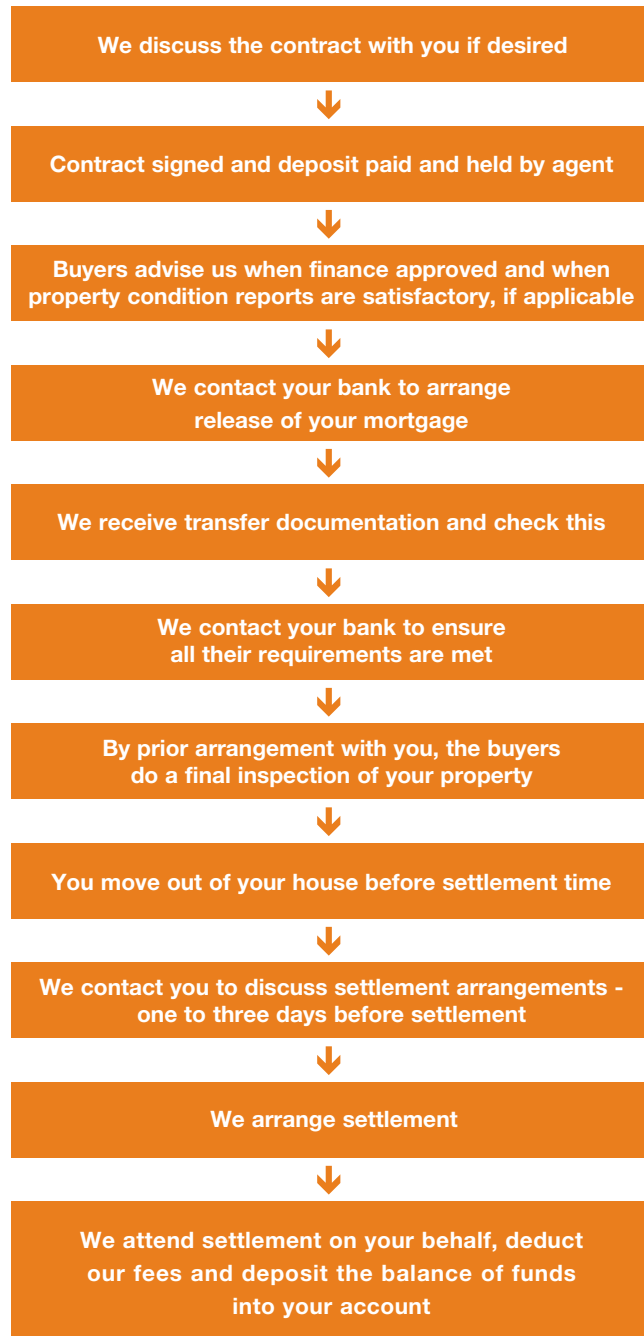 We discuss the contract with you if desired
Contract signed and deposit paid and held by agent
Buyers advise us when finance approved and when
property condition reports are satisfactory, if applicable
We contact your bank to arrange
release of your mortgage
We receive transfer documentation and check this
We contact your bank to ensure
all their requirements are met
By prior arrangement with you, the buyers
do a final inspection of your property
You move out of your house before settlement time
We contact you to discuss settlement arrangements -
one to three days before settlement
We arrange settlement
We attend settlement on your behalf, deduct
our fees and deposit the balance of funds
into your account